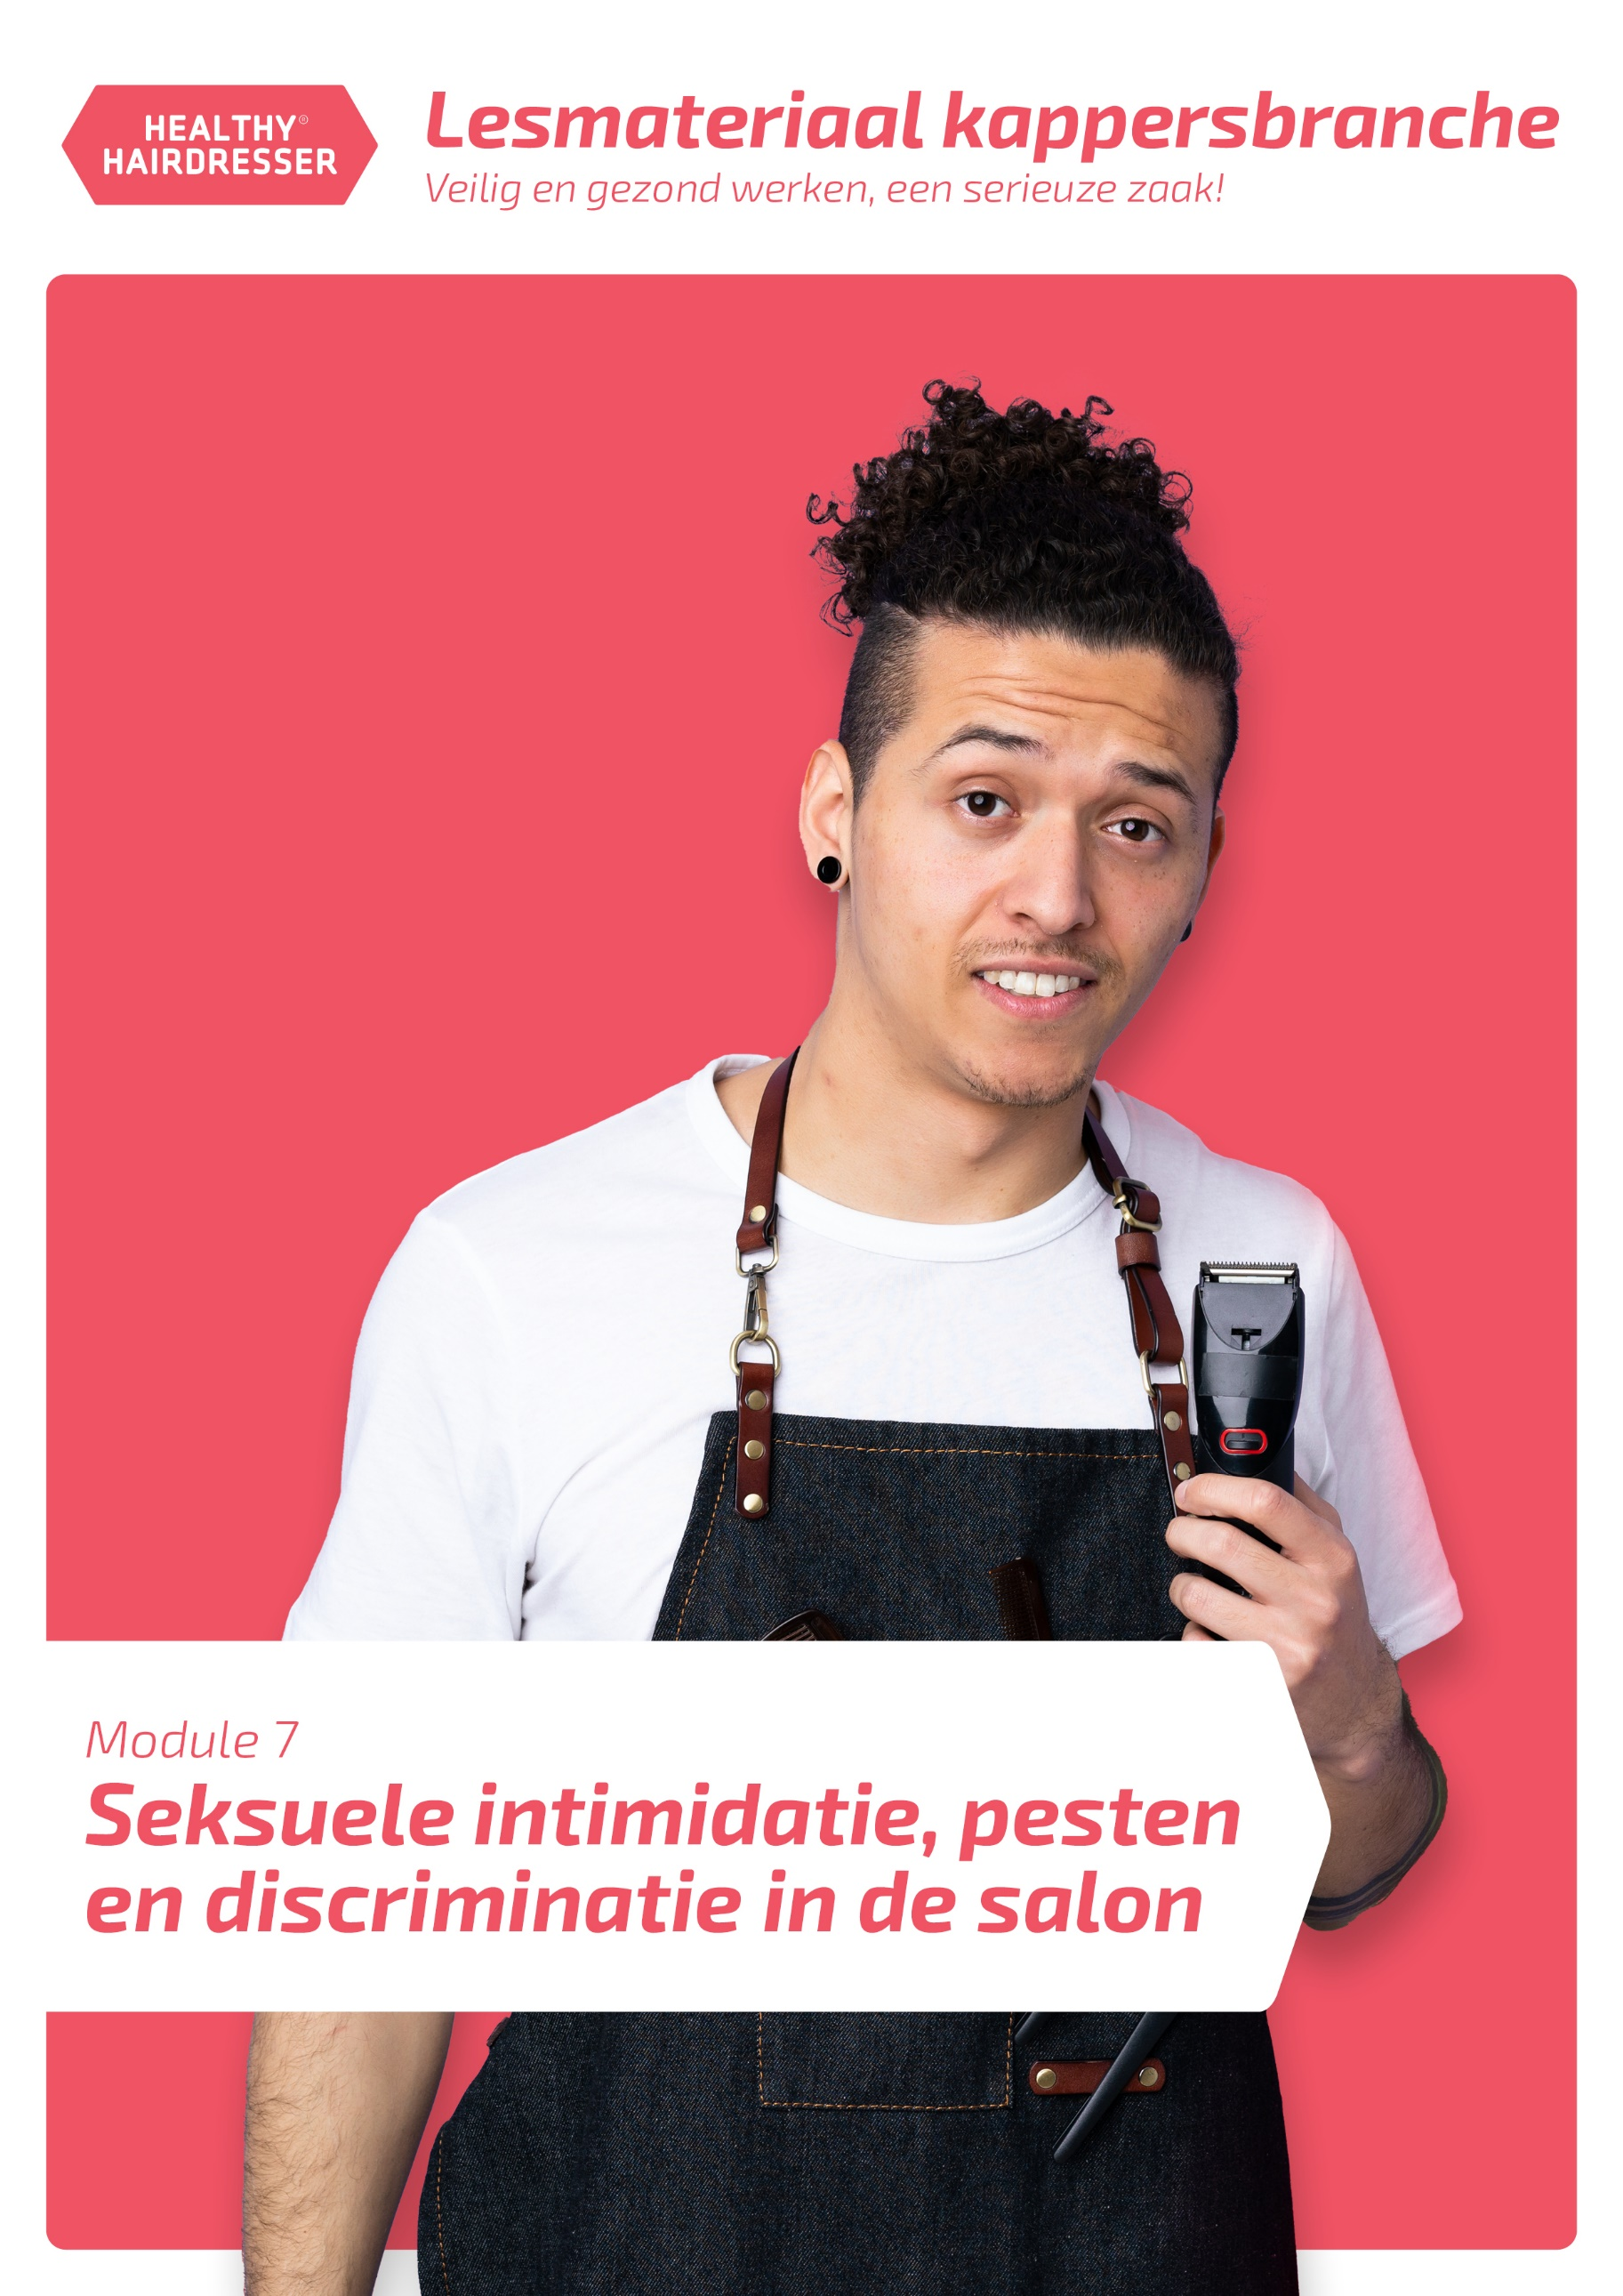 HEALTHY®
HAIRDRESSER
Lesmateriaal kappersbranche
Veilig en gezond werken, een serieuze zaak!
Module 7
Seksuele intimidatie, pesten
en discriminatie in de salon